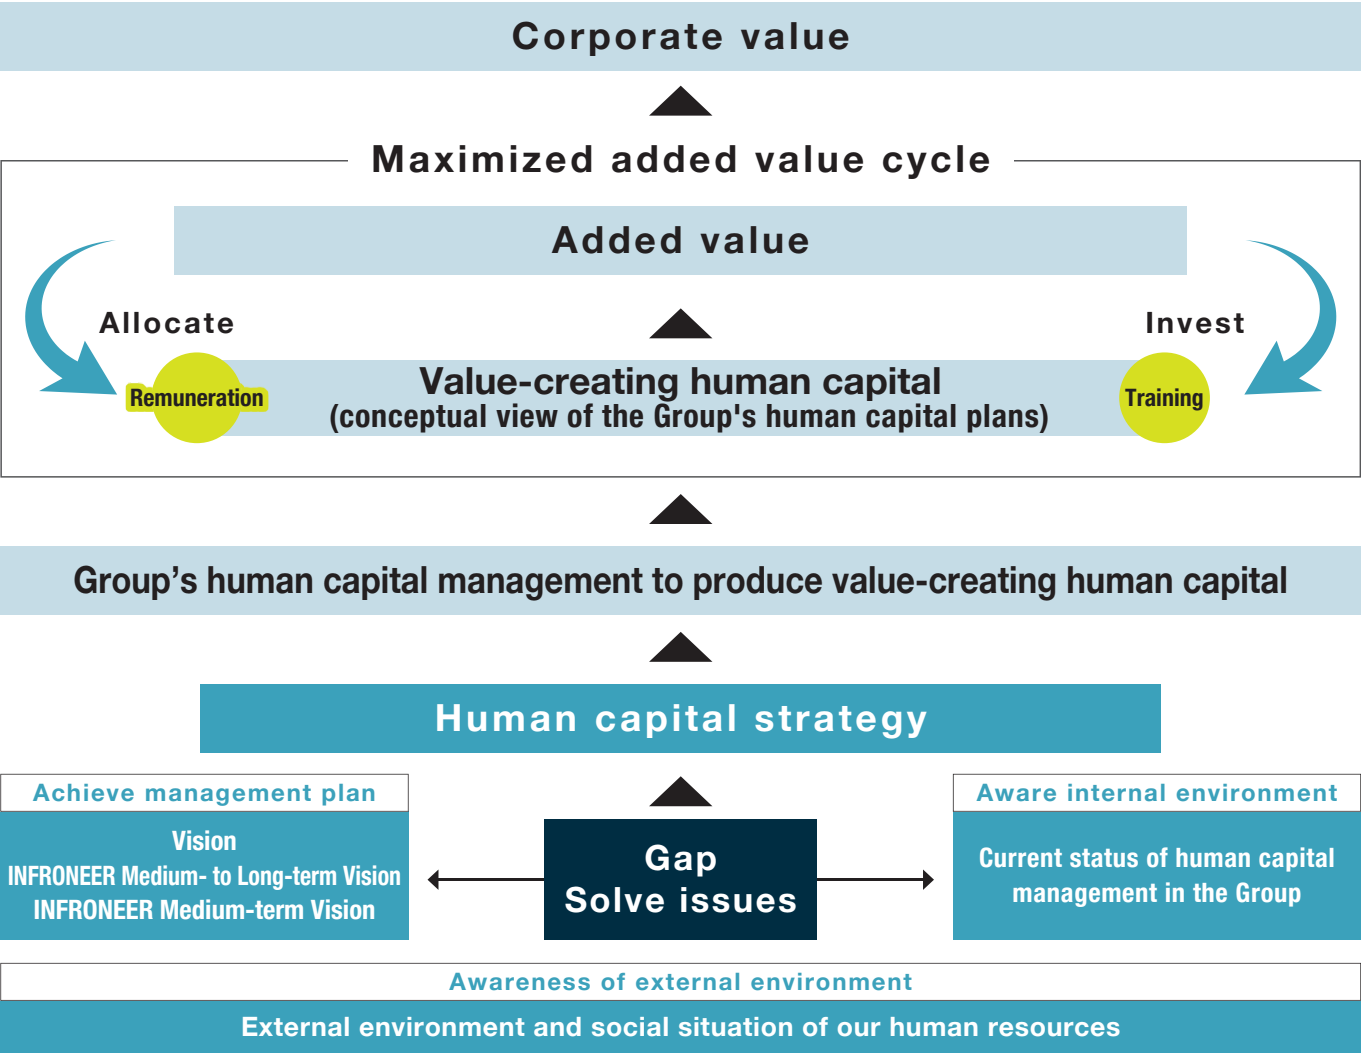 Corporate value
Maximized added value cycle
Added value
Allocate
Invest
Remuneration
Value-creating human capital
(conceptual view of the Group's human capital plans)
Training
Group’s human capital management to produce value-creating human capital
Human capital strategy
Achieve management plan
Vision
INFRONEER Medium- to Long-term Vision
INFRONEER Medium-term Vision
Gap
Solve issues
Aware internal environment
Current status of human capital
management in the Group
Awareness of external environment
External environment and social situation of our human resources